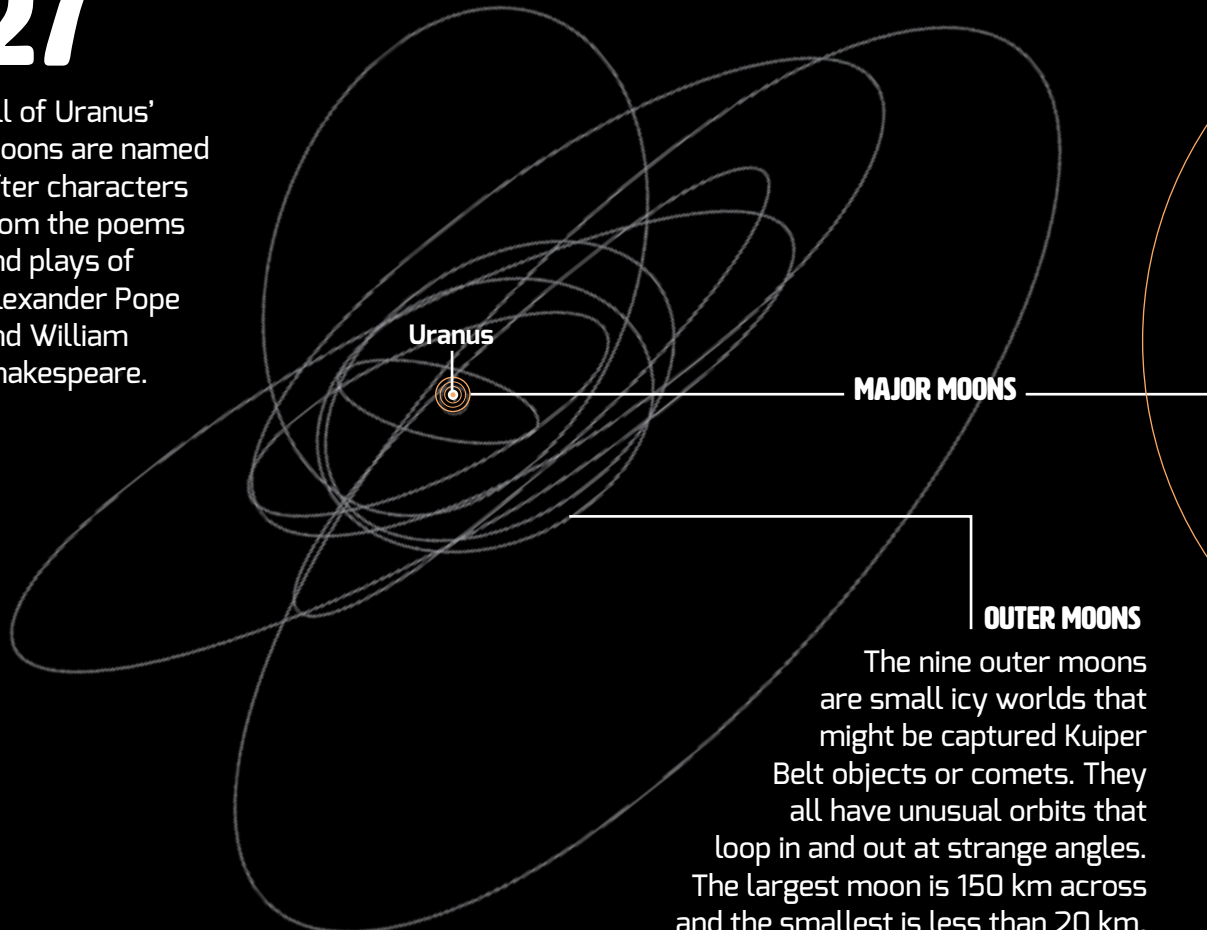 27
ll of Uranus’
oons are named
ter characters
om the poems
nd plays of
lexander Pope
nd William
hakespeare.
Uranus
MAJOR MOONS
OUTER MOONS
The nine outer moons
are small icy worlds that
might be captured Kuiper
Belt objects or comets. They
all have unusual orbits that
loop in and out at strange angles.
The largest moon is 150 km across
and the smallest is less than 20 km.